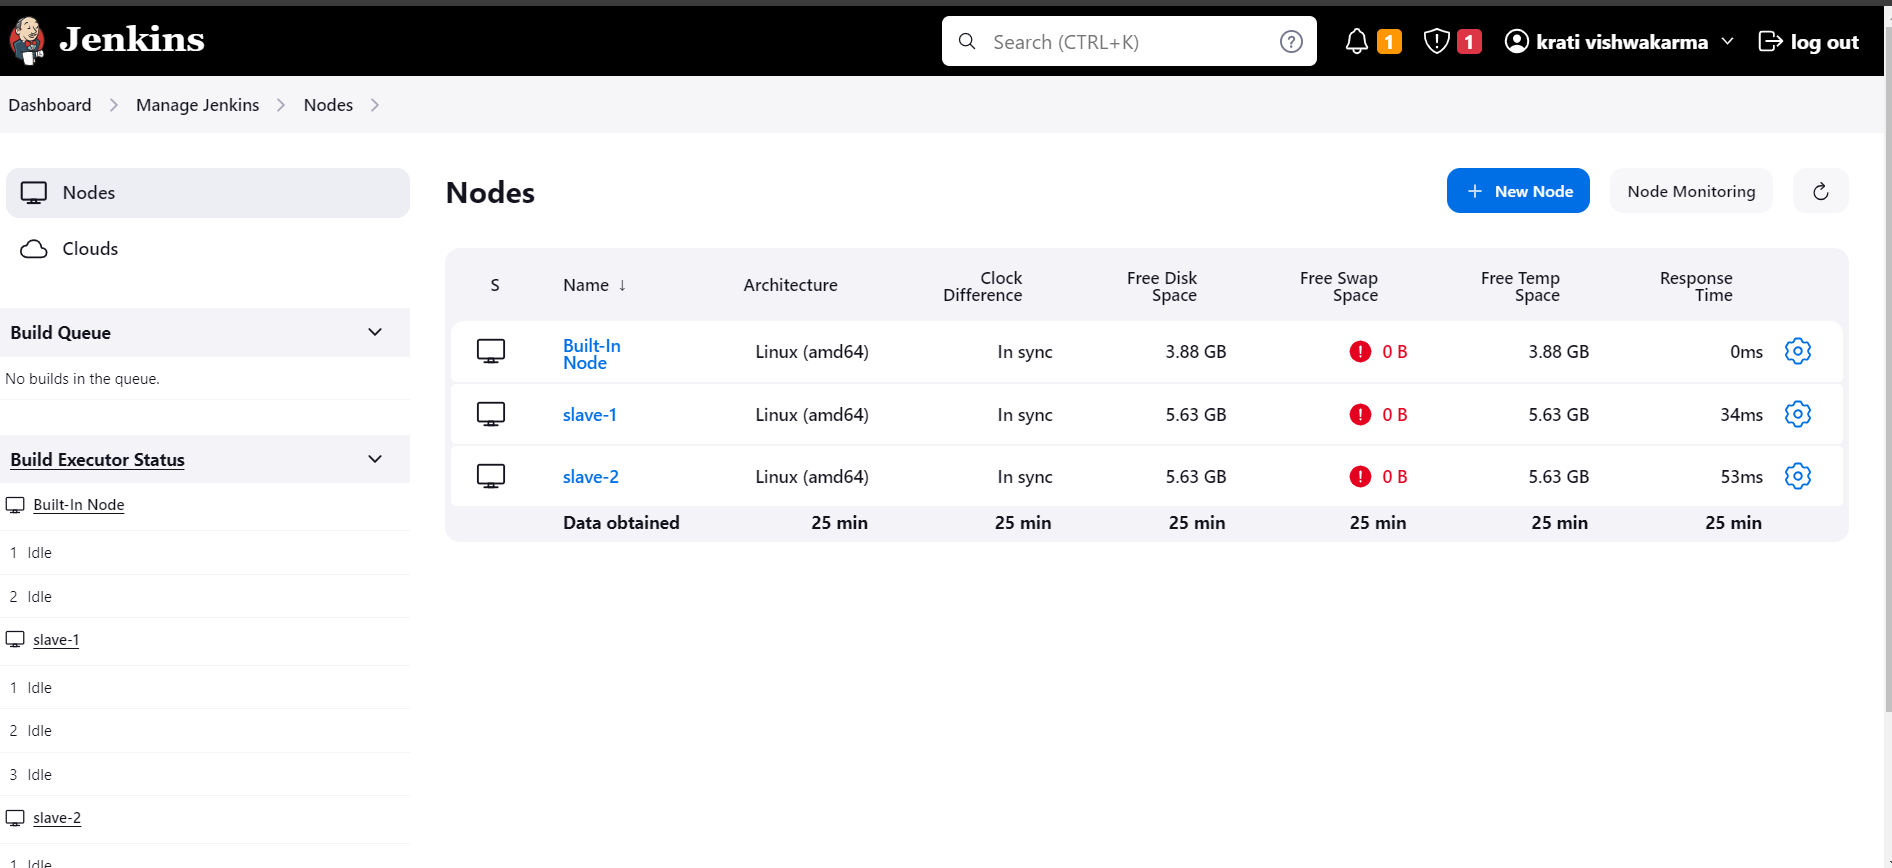 Jenkins
Search (CTRL+K)
1
1
krati vishwakarma
log out
Dashboard
Manage Jenkins
Nodes
Nodes
Clouds
Build Queue
No builds in the queue.
Build Executor Status
Built-In Node
1 Idle
2 Idle
slave-1
1 Idle
2 Idle
3 Idle
slave-2
1 Idle
Nodes
+ New Node
Node Monitoring
S Name ↓ Architecture Clock Difference Free Disk Space Free Swap Space Free Temp Space Response Time
Built-In Node Linux (amd64) In sync 3.88 GB 0 B 3.88 GB 0ms
slave-1 Linux (amd64) In sync 5.63 GB 0 B 5.63 GB 34ms
slave-2 Linux (amd64) In sync 5.63 GB 0 B 5.63 GB 53ms
Data obtained 25 min 25 min 25 min 25 min 25 min 25 min